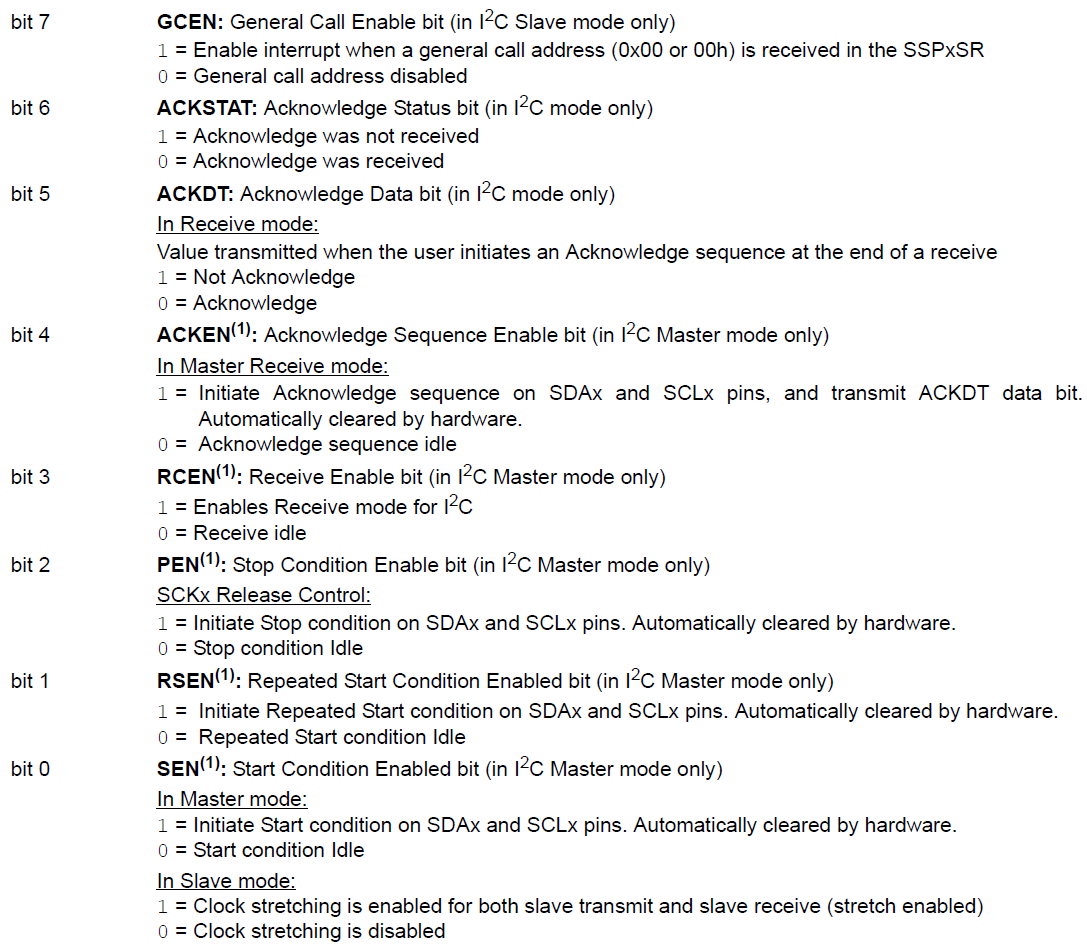 bit 7 GCEN: General Call Enable bit (in I2C Slave mode only)
1 = Enable interrupt when a general call address (0x00 or 00h) is received in the SSPxSR
0 = General call address disabled
bit 6 ACKSTAT: Acknowledge Status bit (in I2C mode only)
1 = Acknowledge was not received
0 = Acknowledge was received
bit 5 ACKDT: Acknowledge Data bit (in I2C mode only)
In Receive mode:
Value transmitted when the user initiates an Acknowledge sequence at the end of a receive
1 = Not Acknowledge
0 = Acknowledge
bit 4 ACKEN(1): Acknowledge Sequence Enable bit (in I2C Master mode only)
In Master Receive mode:
1 = Initiate Acknowledge sequence on SDAx and SCLx pins, and transmit ACKDT data bit.
Automatically cleared by hardware.
0 = Acknowledge sequence idle
bit 3 RCEN(1): Receive Enable bit (in I2C Master mode only)
1 = Enables Receive mode for I2C
0 = Receive idle
bit 2 PEN(1): Stop Condition Enable bit (in I2C Master mode only)
SCKx Release Control:
1 = Initiate Stop condition on SDAx and SCLx pins. Automatically cleared by hardware.
0 = Stop condition Idle
bit 1 RSEN(1): Repeated Start Condition Enabled bit (in I2C Master mode only)
1 = Initiate Repeated Start condition on SDAx and SCLx pins. Automatically cleared by hardware.
0 = Repeated Start condition Idle
bit 0 SEN(1): Start Condition Enabled bit (in I2C Master mode only)
In Master mode:
1 = Initiate Start condition on SDAx and SCLx pins. Automatically cleared by hardware.
0 = Start condition Idle
In Slave mode:
1 = Clock stretching is enabled for both slave transmit and slave receive (stretch enabled)
0 = Clock stretching is disabled